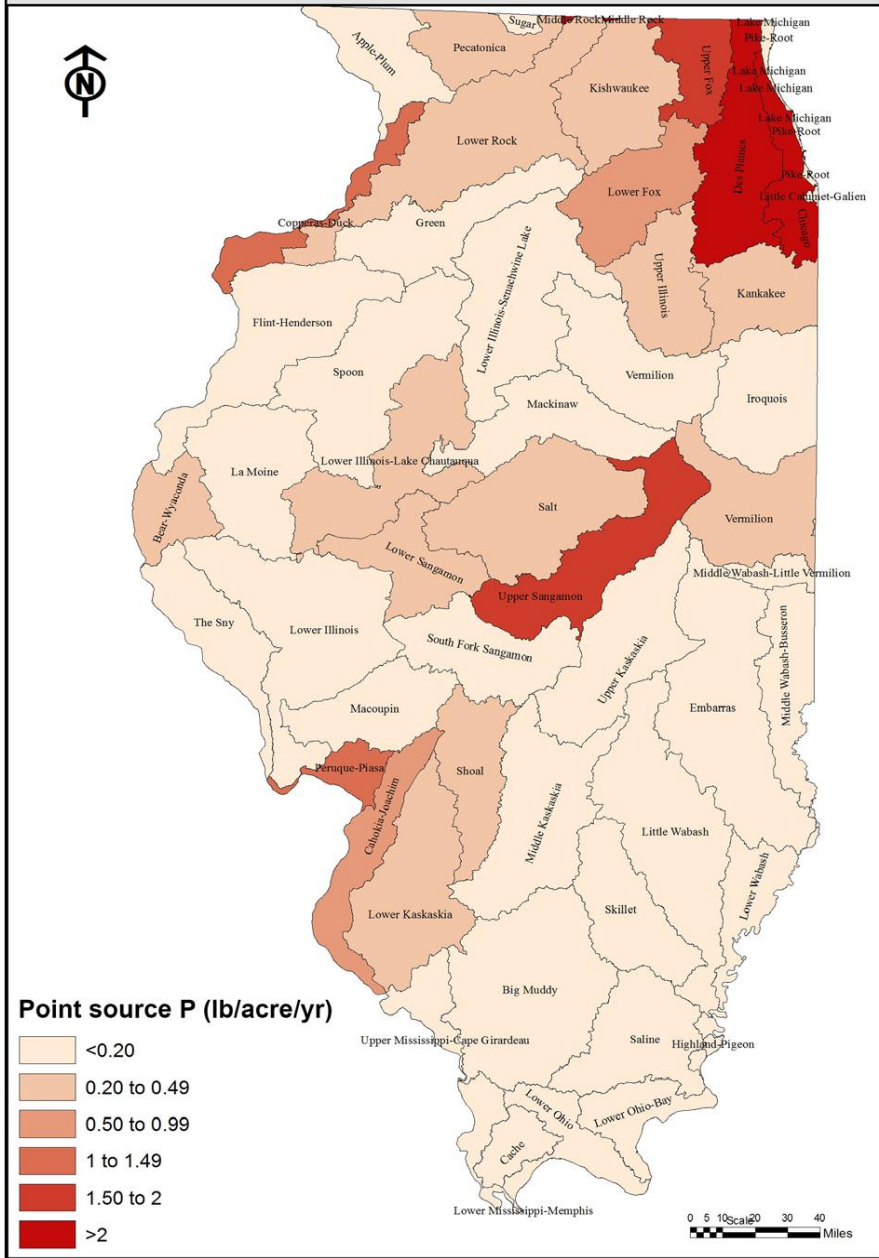 Sugar
Middle Rock
Middle Rock
Lake Michigan
Pike-Root
Apple-Plum
Pecatonica
Upper Fox
N
Kishwaukee
Lake Michigan
Lake Michigan
Lower Rock
Lake Michigan
Pike-Root
Des Plaines
Pike-Root
Lower Fox
Little Calumet-Galien
Chicago
Copperas-Duck
Green
Lower Illinois-Senachwine Lake
Upper Illinois
Kankakee
Flint-Henderson
Spoon
Vermilion
Iroquois
Mackinaw
La Moine
Lower Illinois-Lake Chautauqua
Bear-Wyaconda
Salt
Vermilion
Lower Sangamon
Middle Wabash-Little Vermilion
Upper Sangamon
The Sny
Lower Illinois
South Fork Sangamon
Upper Kaskaskia
Middle Wabash-Busseron
Macoupin
Embarras
Peruque-Piasa
Shoal
Cahokia-Joachim
Middle Kaskaskia
Little Wabash
Lower Wabash
Lower Kaskaskia
Skillet
Big Muddy
Upper Mississippi-Cape Girardeau
Saline
Highland-Pigeon
Lower Ohio
Lower Ohio-Bay
Cache
Lower Mississippi-Memphis
Point source P (lb/acre/yr)
<0.20
0.20 to 0.49
0.50 to 0.99
1 to 1.49
1.50 to 2
>2
Scale
0 5 10 20 30 40
Miles